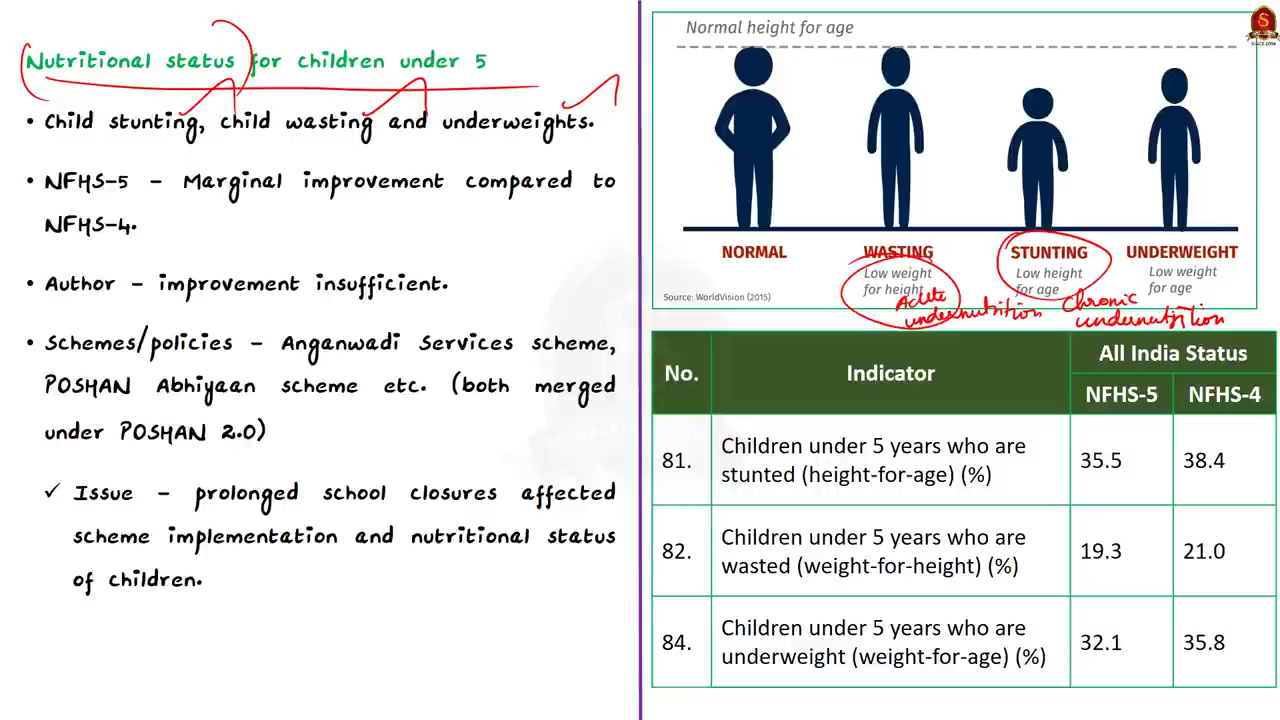 Nutritional status for children under 5
• Child stunting, child wasting and underweights.
• NFHS-5 – Marginal improvement compared to
NFHS-4.
• Author – improvement insufficient.
• Schemes/policies – Anganwadi Services scheme,
POSHAN Abhiyaan scheme etc. (both merged
under POSHAN 2.0)
✓ Issue – prolonged school closures affected
scheme implementation and nutritional status
of children.
Normal height for age
NORMAL
WASTING
Low weight
for height
STUNTING
Low height
for age
UNDERWEIGHT
Low weight
for age
Source: WorldVision (2015)
Acute
undernutrition
Chronic
undernutrition
No.
Indicator
All India Status
NFHS-5
NFHS-4
81.
Children under 5 years who are
stunted (height-for-age) (%)
35.5
38.4
82.
Children under 5 years who are
wasted (weight-for-height) (%)
19.3
21.0
84.
Children under 5 years who are
underweight (weight-for-age) (%)
32.1
35.8